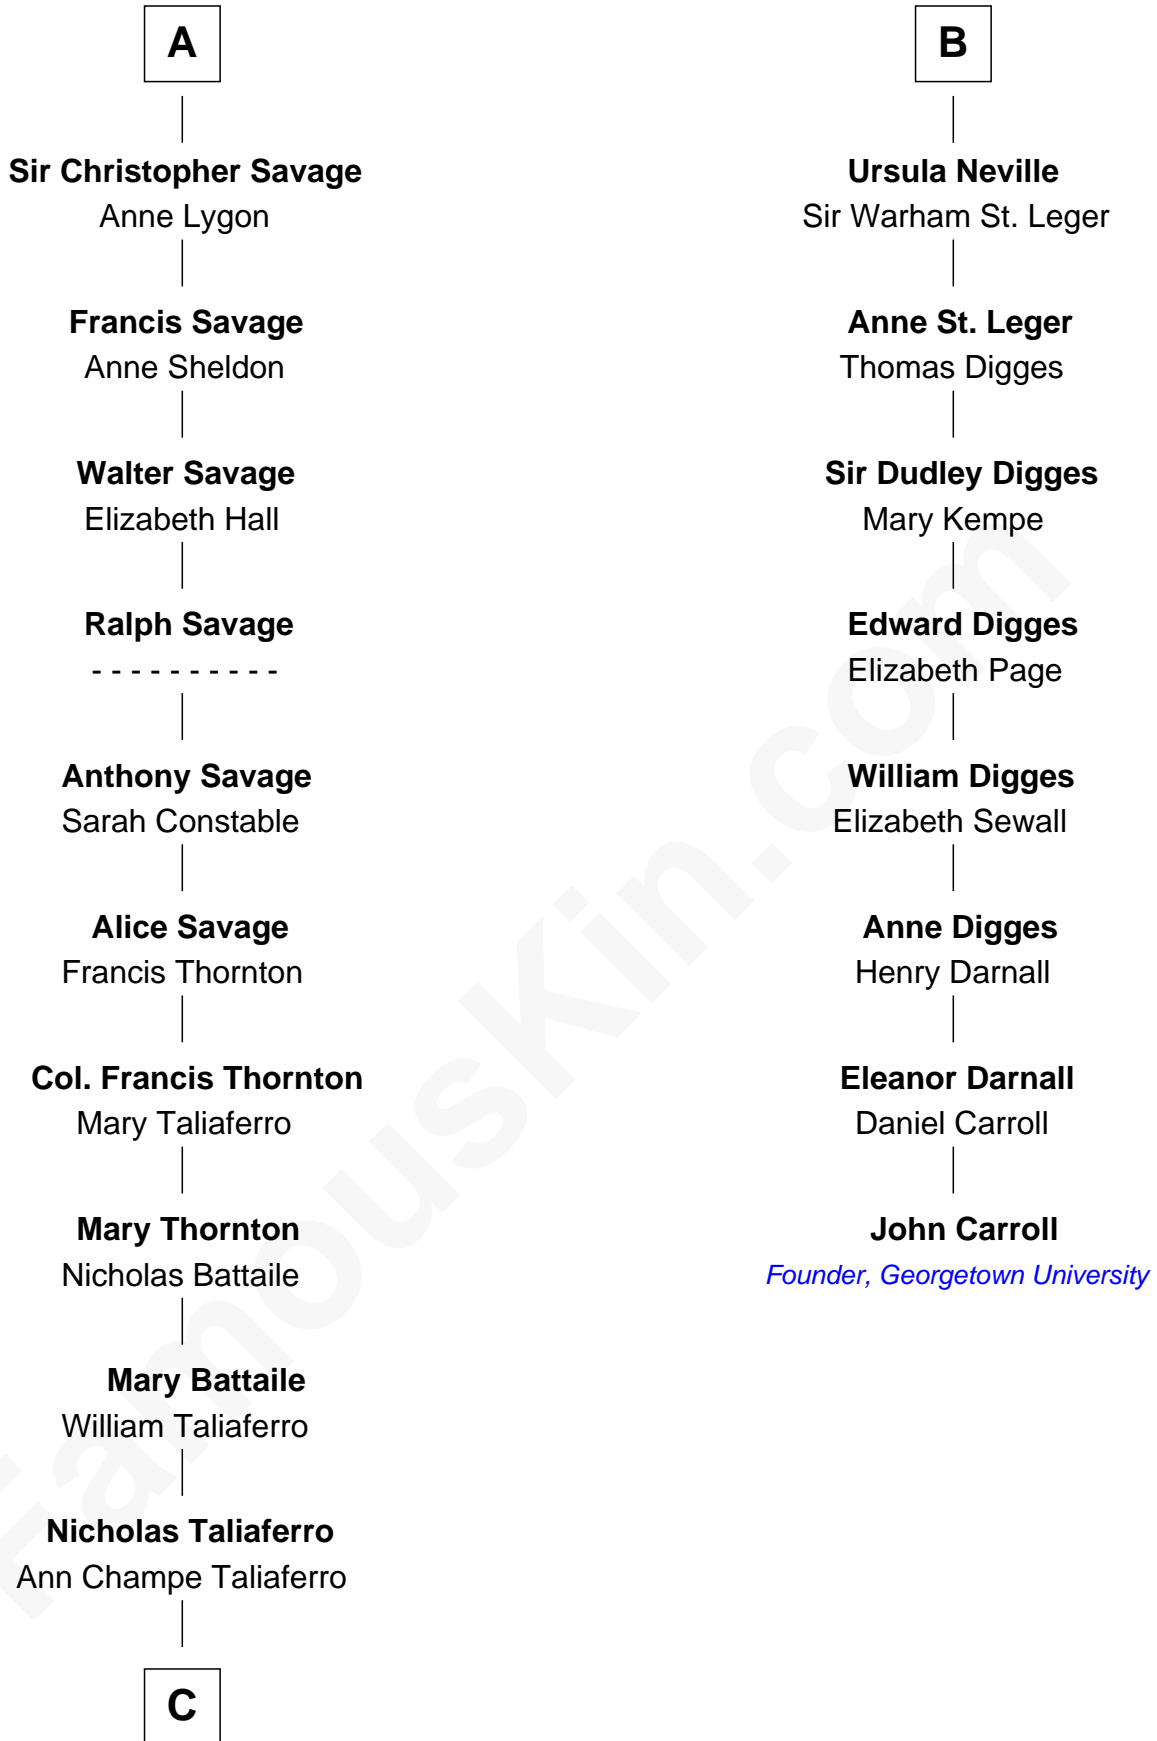 A
Sir Christopher Savage
Anne Lygon
Francis Savage
Anne Sheldon
Walter Savage
Elizabeth Hall
Ralph Savage
- - - - - - - - - -
Anthony Savage
Sarah Constable
Alice Savage
Francis Thornton
Col. Francis Thornton
Mary Taliaferro
Mary Thornton
Nicholas Battaile
Mary Battaile
William Taliaferro
Nicholas Taliaferro
Ann Champe Taliaferro
C
B
Ursula Neville
Sir Warham St. Leger
Anne St. Leger
Thomas Digges
Sir Dudley Digges
Mary Kempe
Edward Digges
Elizabeth Page
William Digges
Elizabeth Sewall
Anne Digges
Henry Darnall
Eleanor Darnall
Daniel Carroll
John Carroll
Founder, Georgetown University
FamousKin.com